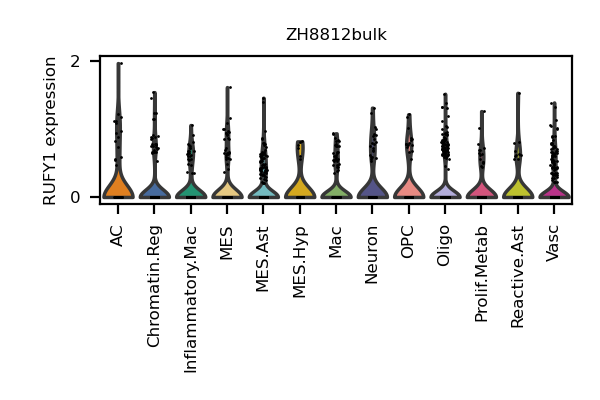 ZH8812bulk
RUFY1 expression
2
0
AC
Chromatin.Reg
Inflammatory.Mac
MES
MES.Ast
MES.Hyp
Mac
Neuron
OPC
Oligo
Prolif.Metab
Reactive.Ast
Vasc